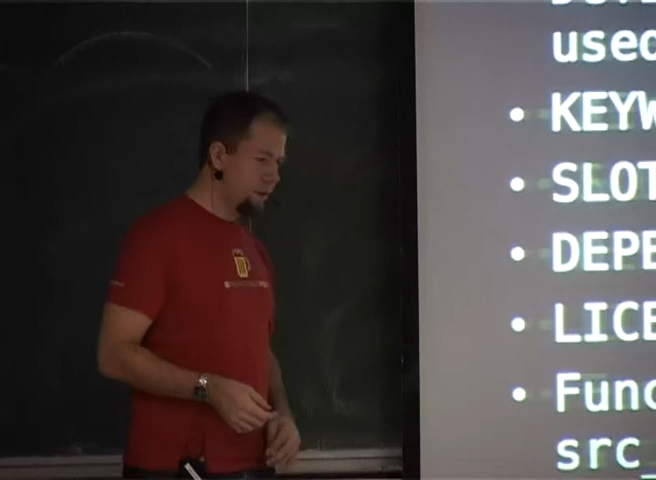 used
• KEYW
• SLOT
• DEPE
• LICE
• Func
src_